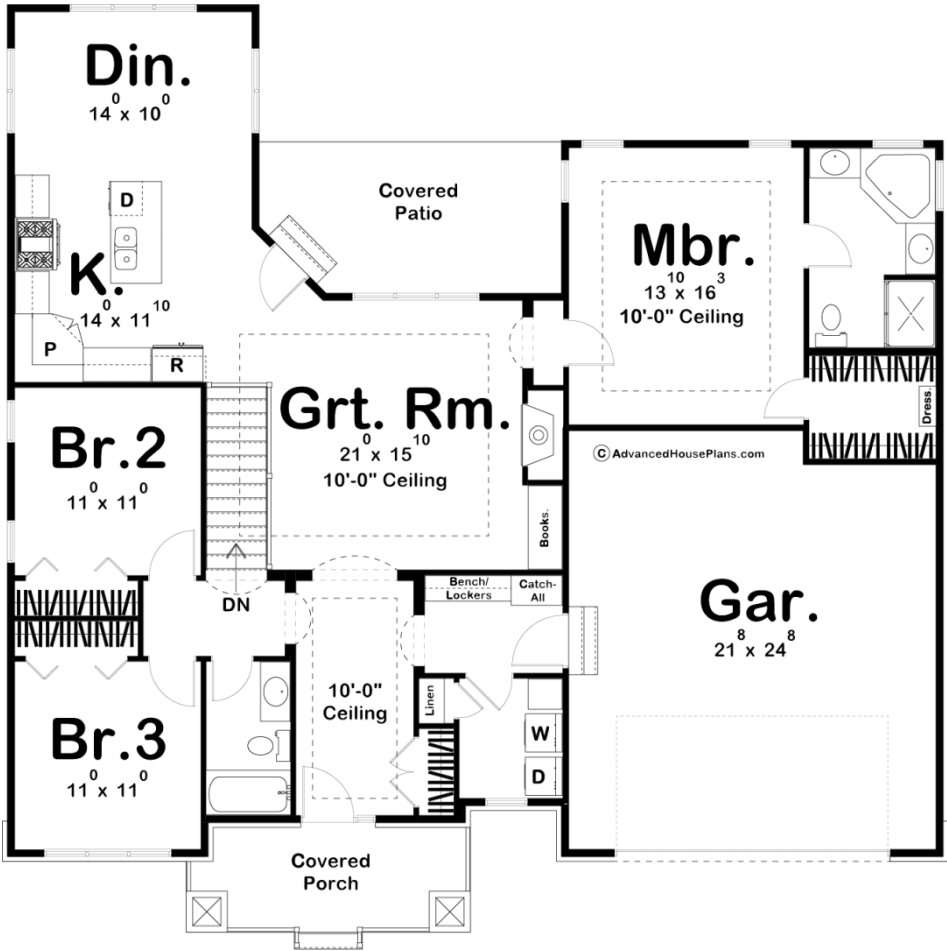 Din.
14⁰ x 10⁰
Covered
Patio
D
K.
14⁰ x 11¹⁰
P
R
Mbr.
13¹⁰ x 16³
10'-0" Ceiling
Dress.
Grt. Rm.
21⁰ x 15¹⁰
10'-0" Ceiling
Books.
© AdvancedHousePlans.com
Br.2
11⁰ x 11⁰
DN
Bench/
Lockers
Catch-
All
Gar.
21⁸ x 24⁸
10'-0"
Ceiling
Linen
W
D
Br.3
11⁰ x 11⁰
Covered
Porch